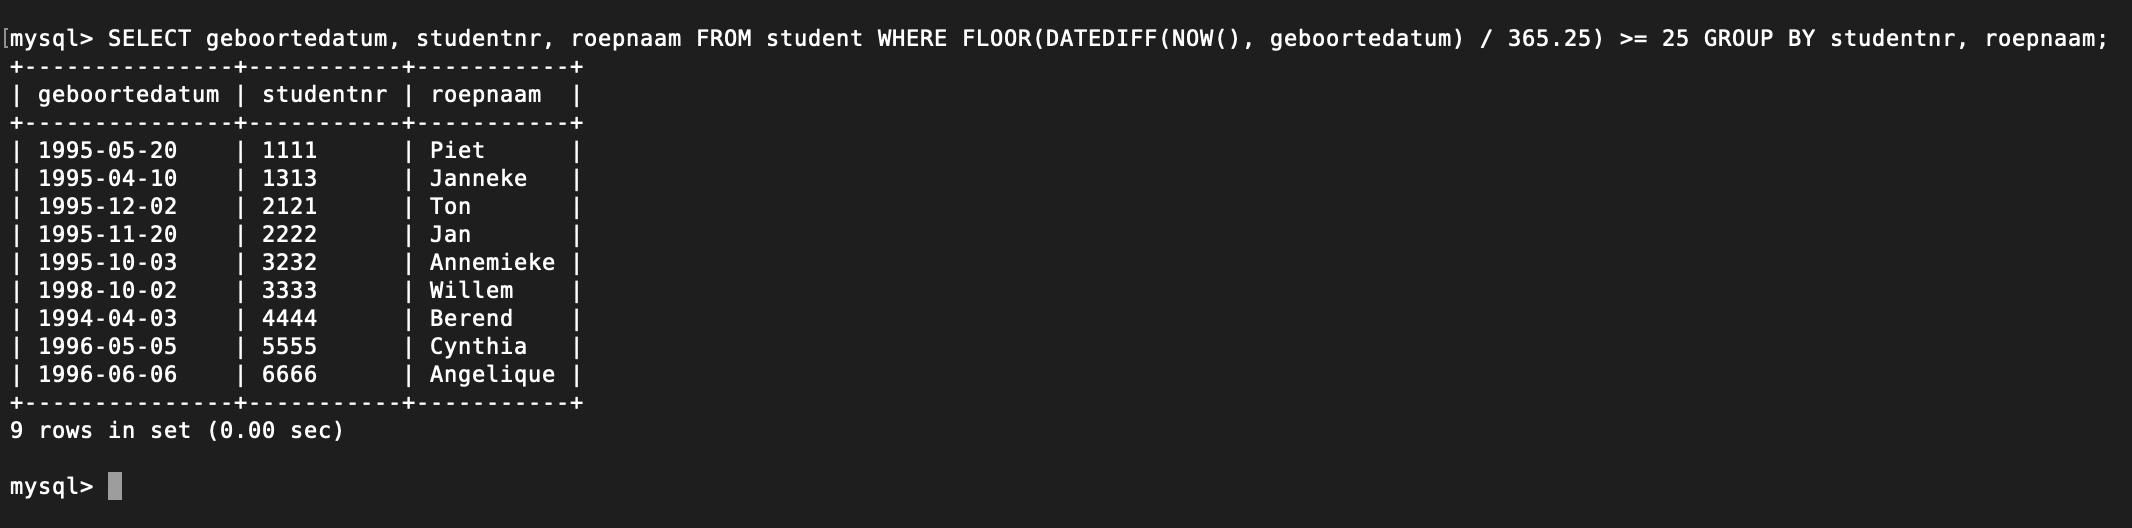 [mysql> SELECT geboortedatum, studentnr, roepnaam FROM student WHERE FLOOR(DATEDIFF(NOW(), geboortedatum) / 365.25) >= 25 GROUP BY studentnr, roepnaam;
+---------------+-----------+-----------+
| geboortedatum | studentnr | roepnaam  |
+---------------+-----------+-----------+
| 1995-05-20    | 1111      | Piet      |
| 1995-04-10    | 1313      | Janneke   |
| 1995-12-02    | 2121      | Ton       |
| 1995-11-20    | 2222      | Jan       |
| 1995-10-03    | 3232      | Annemieke |
| 1998-10-02    | 3333      | Willem    |
| 1994-04-03    | 4444      | Berend    |
| 1996-05-05    | 5555      | Cynthia   |
| 1996-06-06    | 6666      | Angelique |
+---------------+-----------+-----------+
9 rows in set (0.00 sec)
mysql>